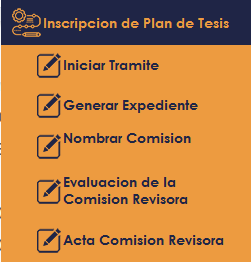 Inscripcion de Plan de Tesis
Iniciar Tramite
Generar Expediente
Nombrar Comision
Evaluacion de la
Comision Revisora
Acta Comision Revisora